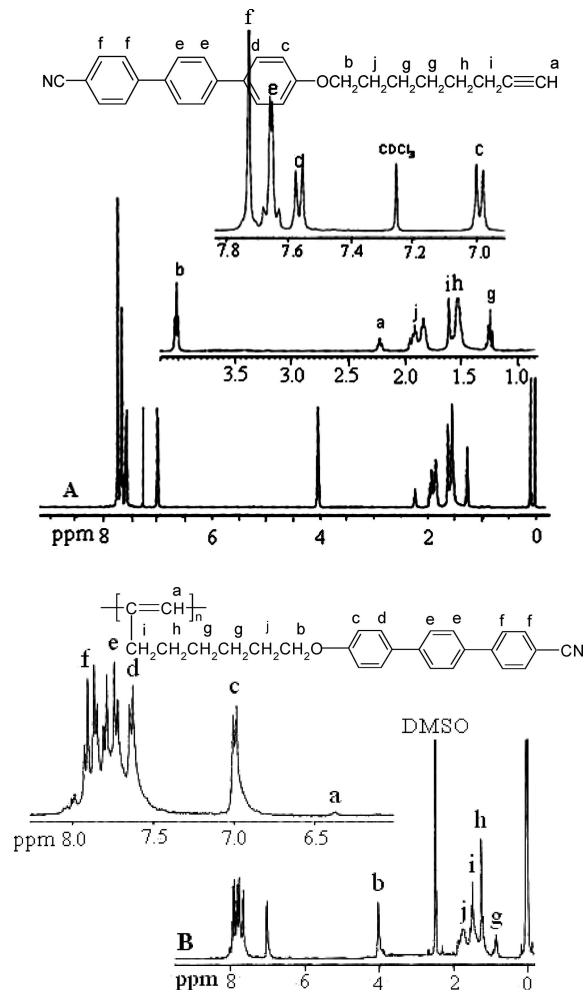 f
f f e e d c b j g g h i a
NC OCH2CH2CH2CH2CH2CH2C≡CH
e
C CDCl3 C
7.8 7.6 7.4 7.2 7.0
b a j i h g
3.5 3.0 2.5 2.0 1.5 1.0
A
ppm 8 6 4 2 0
a
C=CH n
i h g g j b c d e e f f
CH2CH2CH2CH2CH2CH2O CN
f e d c a
DMSO
ppm 8.0 7.5 7.0 6.5
b j i h g
B
ppm 8 6 4 2 0